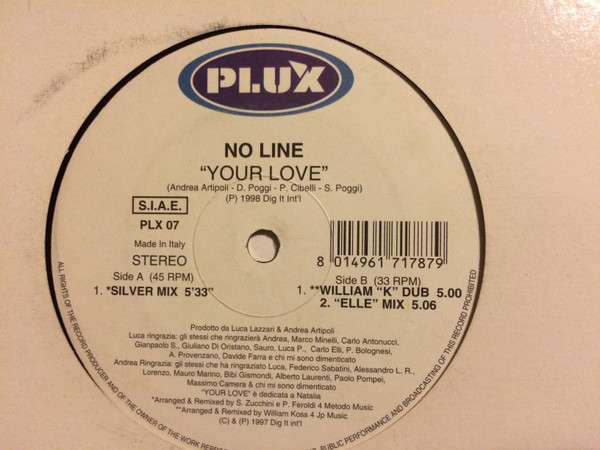 PLUX
NO LINE
"YOUR LOVE"
(Andrea Artipoli - D. Poggi - P. Cibelli - S. Poggi)
(P) 1998 Dig It Int'l
S.I.A.E.
PLX 07
Made in Italy
STEREO
Side A (45 RPM)
1. *SILVER MIX 5'33"
8 014961 717879
Side B (33 RPM)
1. **WILLIAM "K" DUB 5.00
2. "ELLE" MIX 5.06
Prodotto da Luca Lazzari & Andrea Artipoli
Luca ringrazia: gli stessi che ringrazierà Andrea, Marco Minelli, Carlo Antonucci,
Gianpaolo S., Giuliano Di Oristano, Sauro, Luca P., Carlo Elli, P. Bolognesi,
A. Provenzano, Davide Farra e chi mi sono dimenticato
Andrea Ringrazia: gli stessi che ha ringraziato Luca, Federico Sabatini, Alessandro L. R.,
Lorenzo, Mauro Marino, Bibi Gismondi, Alberto Laurenti, Paolo Pompei,
Massimo Camera & chi mi sono dimenticato
"YOUR LOVE" è dedicata a Natalia
*Arranged & Remixed by S. Zucchini e P. Feroldi 4 Metodo Music
**Arranged & Remixed by William Koss 4 Jp Music
(C) & (P) 1997 Dig It int'l
ALL RIGHTS OF THE RECORD PRODUCER AND OF THE OWNER OF THE WORK REPR
PUBLIC PERFORMANCE AND BROADCASTING OF THIS RECORD PROHIBITED